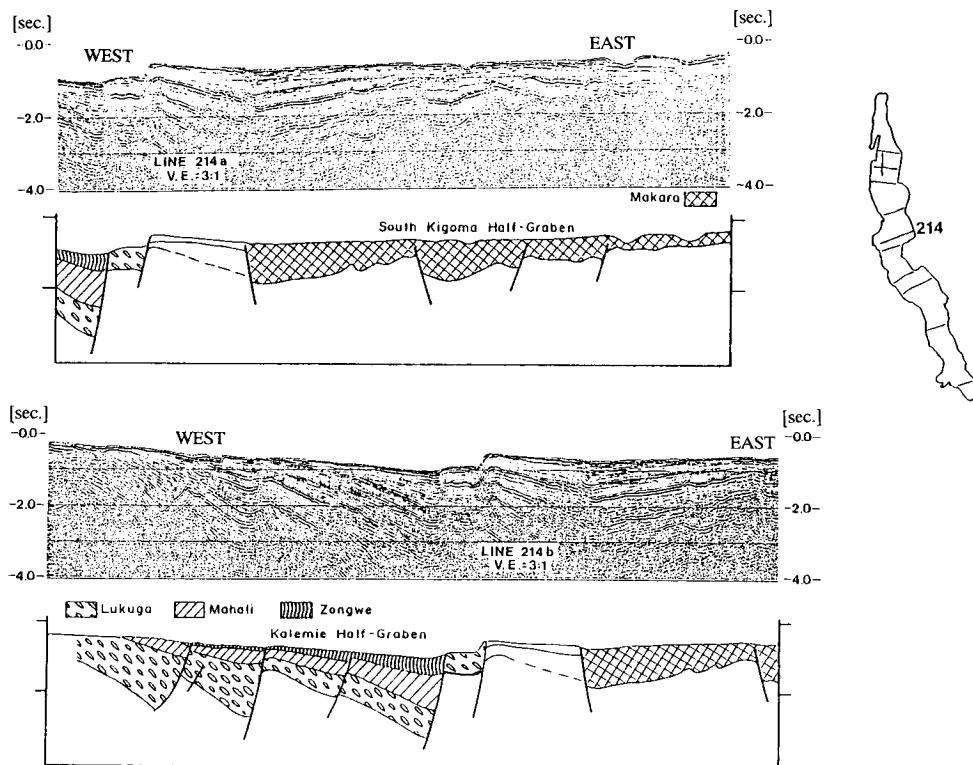 [sec.]
[sec.]
-0.0-
-0.0-
WEST
EAST
-2.0-
-2.0-
LINE 214a
V.E.=3:1
-4.0-
-4.0-
Makara
South Kigoma Half-Graben
214
[sec.]
[sec.]
-0.0-
-0.0-
WEST
EAST
-2.0-
-2.0-
LINE 214b
V.E.=3:1
-4.0-
-4.0-
Lukuga Mahali Zongwe
Kalemie Half-Graben